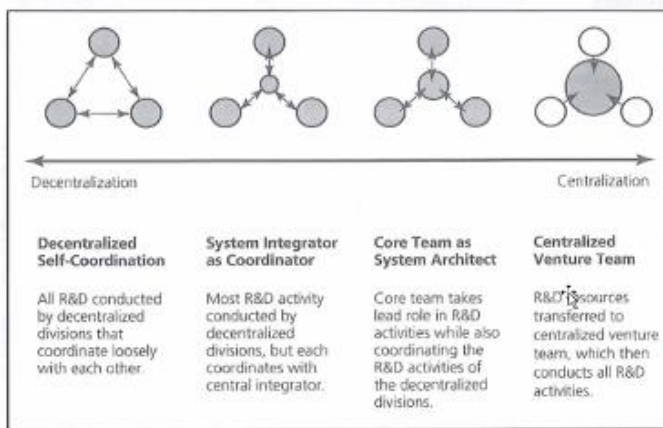 Decentralization
Centralization
Decentralized
Self-Coordination
All R&D conducted
by decentralized
divisions that
coordinate loosely
with each other.
System Integrator
as Coordinator
Most R&D activity
conducted by
decentralized
divisions, but each
coordinates with
central integrator.
Core Team as
System Architect
Core team takes
lead role in R&D
activities while also
coordinating the
R&D activities of
the decentralized
divisions.
Centralized
Venture Team
R&D
transferred to
centralized venture
team, which then
conducts all R&D
activities.